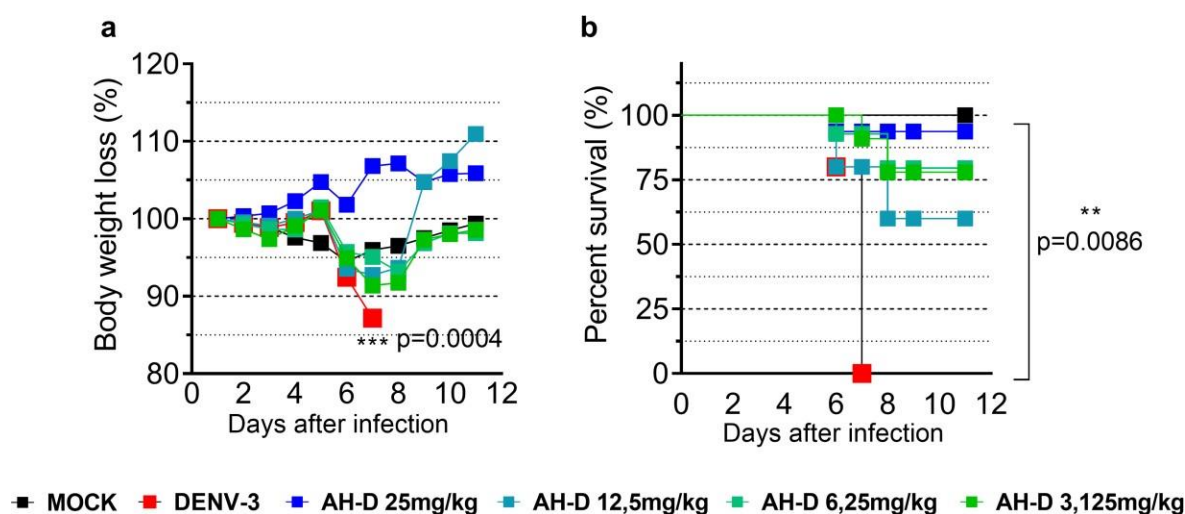 a
120
110
100
90
80
0 2 4 6 8 10 12
Body weight loss (%)
Days after infection
*** p=0.0004
b
100
75
50
25
0
0 2 4 6 8 10 12
Percent survival (%)
Days after infection
**
p=0.0086
MOCK DENV-3 AH-D 25mg/kg AH-D 12,5mg/kg AH-D 6,25mg/kg AH-D 3,125mg/kg